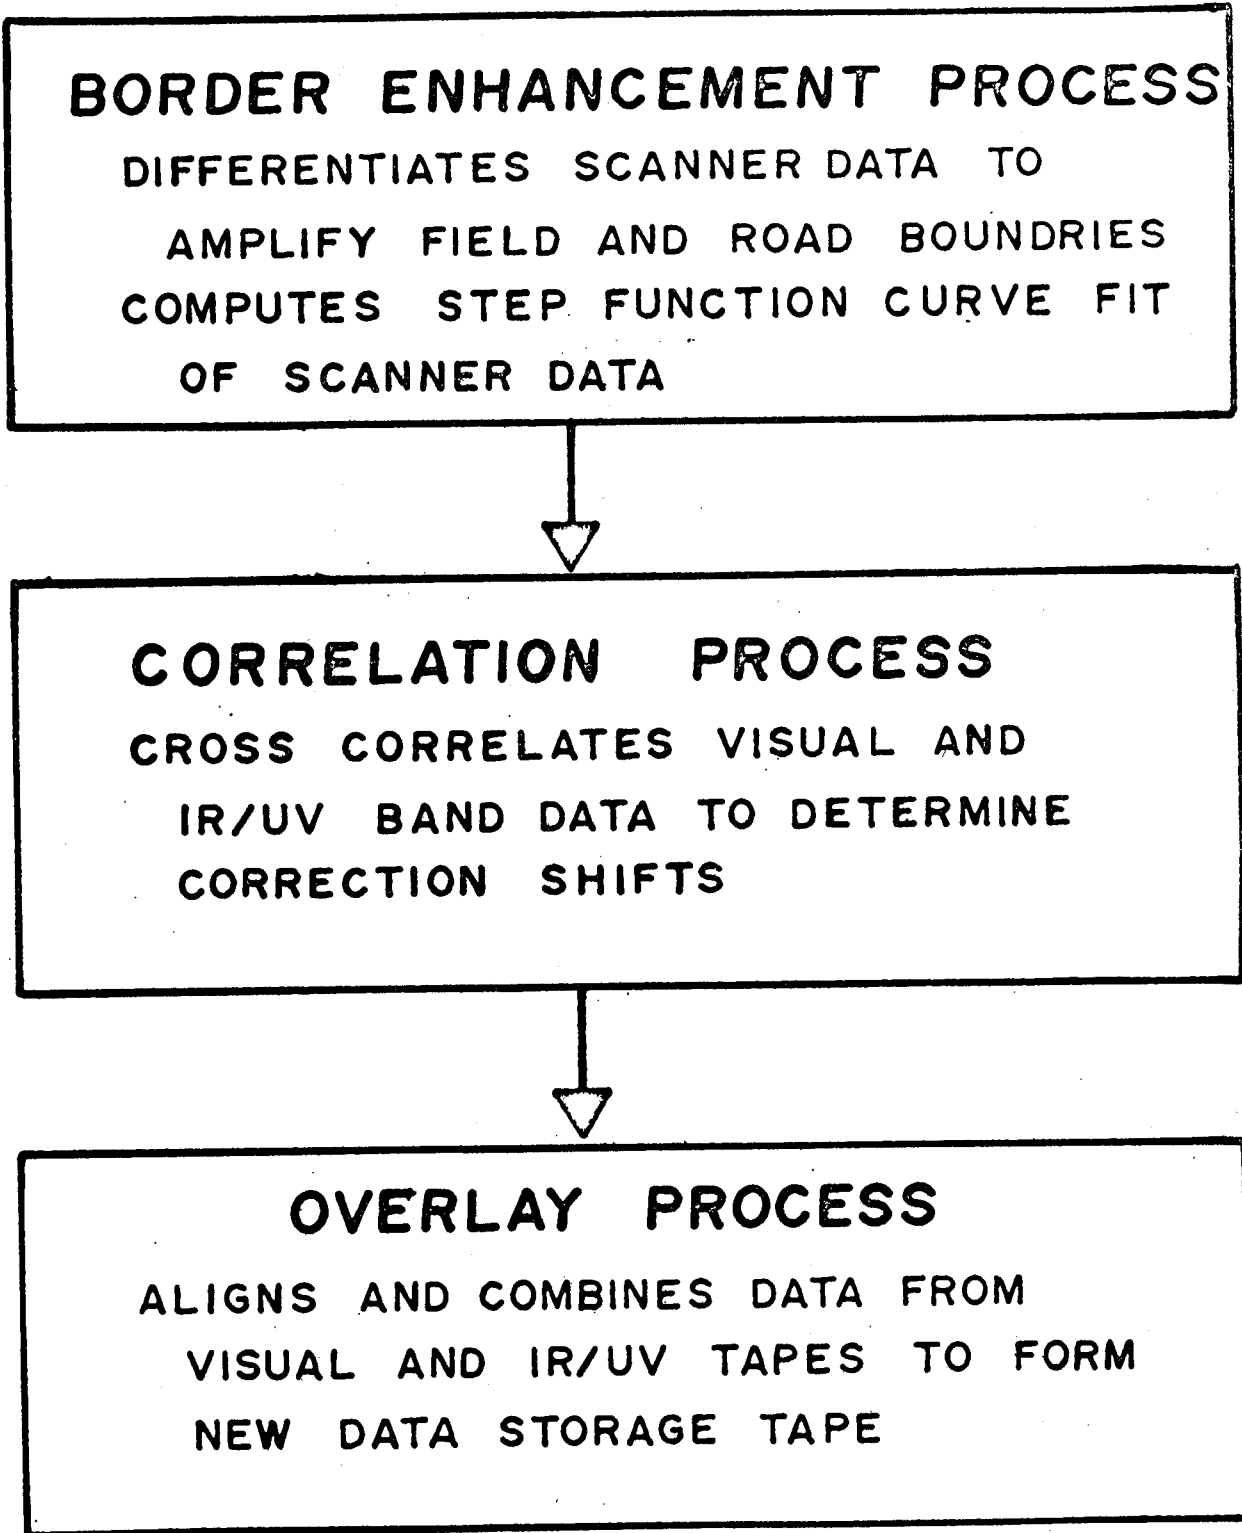 BORDER ENHANCEMENT PROCESS
DIFFERENTIATES SCANNER DATA TO
AMPLIFY FIELD AND ROAD BOUNDRIES
COMPUTES STEP FUNCTION CURVE FIT
OF SCANNER DATA
CORRELATION PROCESS
CROSS CORRELATES VISUAL AND
IR/UV BAND DATA TO DETERMINE
CORRECTION SHIFTS
OVERLAY PROCESS
ALIGNS AND COMBINES DATA FROM
VISUAL AND IR/UV TAPES TO FORM
NEW DATA STORAGE TAPE